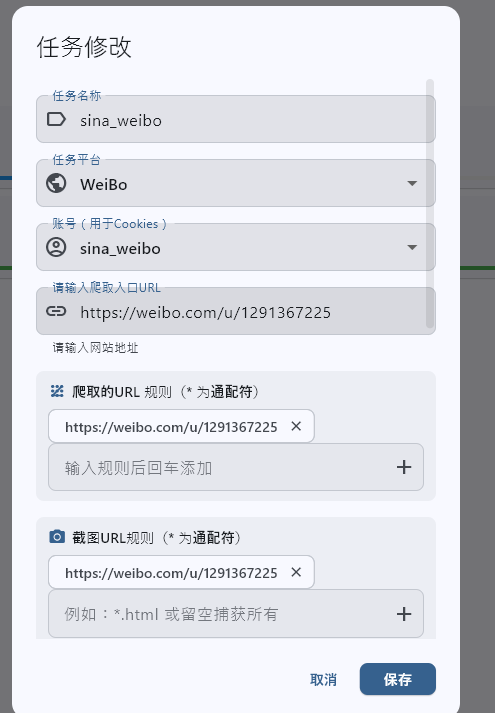 任务修改
任务名称
sina_weibo
任务平台
WeiBo
账号（用于Cookies）
sina_weibo
请输入爬取入口URL
https://weibo.com/u/1291367225
请输入网站地址
爬取的URL 规则（* 为通配符）
https://weibo.com/u/1291367225
输入规则后回车添加
截图URL规则（* 为通配符）
https://weibo.com/u/1291367225
例如：*.html 或留空捕获所有
取消 保存